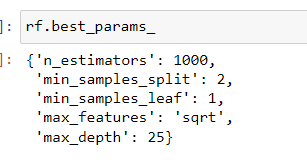 ]: rf.best_params_
]: {'n_estimators': 1000,
'min_samples_split': 2,
'min_samples_leaf': 1,
'max_features': 'sqrt',
'max_depth': 25}